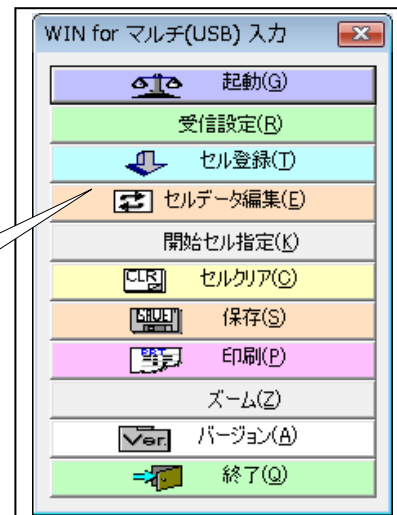 WIN for マルチ(USB) 入力
起動(G)
受信設定(R)
セル登録(T)
セルデータ編集(E)
開始セル指定(K)
CLR セルクリア(C)
SAVE 保存(S)
PRT 印刷(P)
ズーム(Z)
Ver. バージョン(A)
終了(Q)